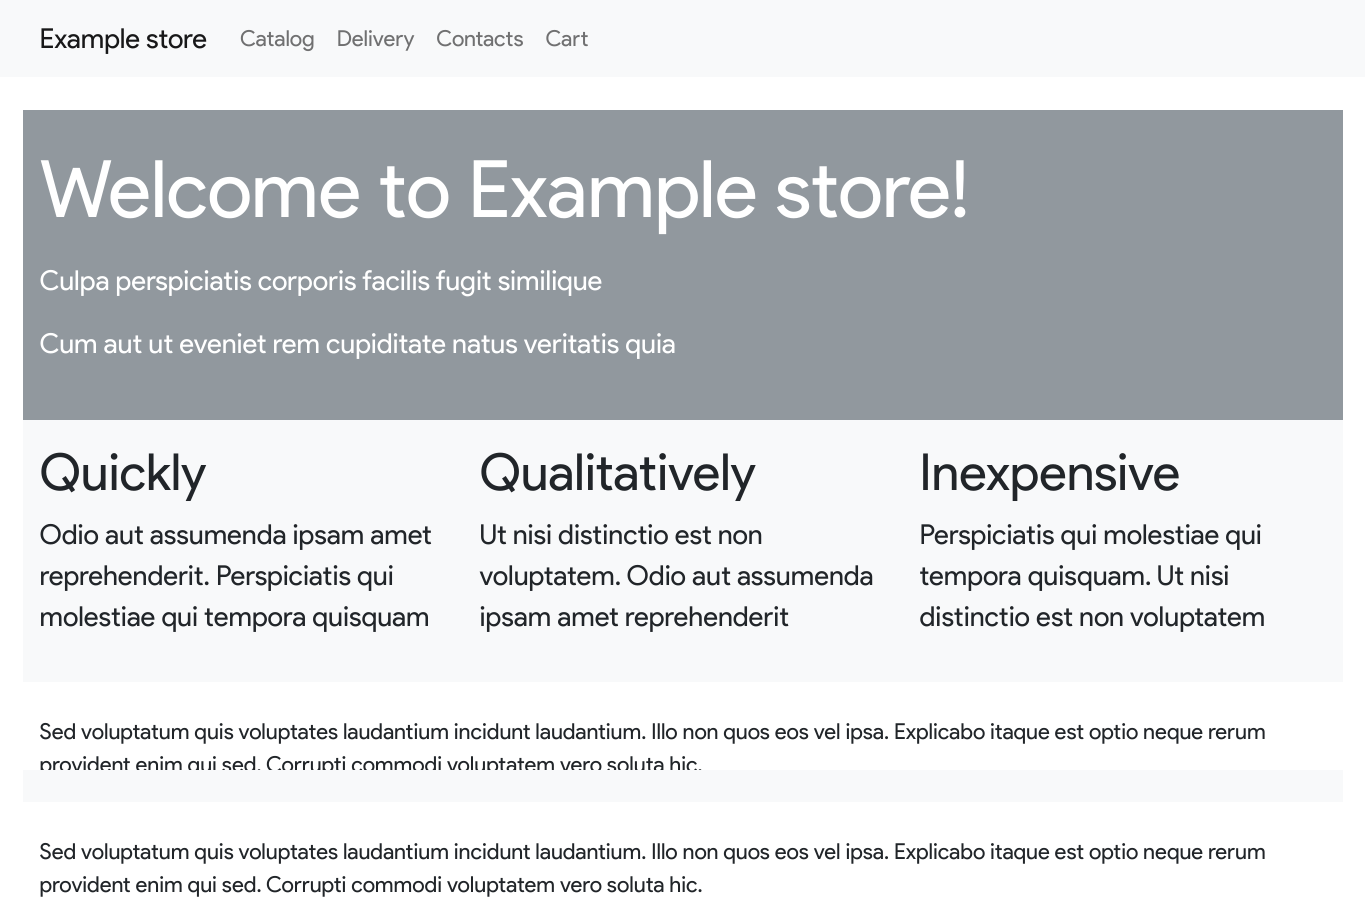 Example store Catalog Delivery Contacts Cart
Welcome to Example store!
Culpa perspiciatis corporis facilis fugit similique
Cum aut ut eveniet rem cupiditate natus veritatis quia
Quickly
Odio aut assumenda ipsam amet
reprehenderit. Perspiciatis qui
molestiae qui tempora quisquam
Qualitatively
Ut nisi distinctio est non
voluptatem. Odio aut assumenda
ipsam amet reprehenderit
Inexpensive
Perspiciatis qui molestiae qui
tempora quisquam. Ut nisi
distinctio est non voluptatem
Sed voluptatum quis voluptates laudantium incidunt laudantium. Illo non quos eos vel ipsa. Explicabo itaque est optio neque rerum
provident enim qui sed. Corrupti commodi voluptatem vero soluta hic.
Sed voluptatum quis voluptates laudantium incidunt laudantium. Illo non quos eos vel ipsa. Explicabo itaque est optio neque rerum
provident enim qui sed. Corrupti commodi voluptatem vero soluta hic.